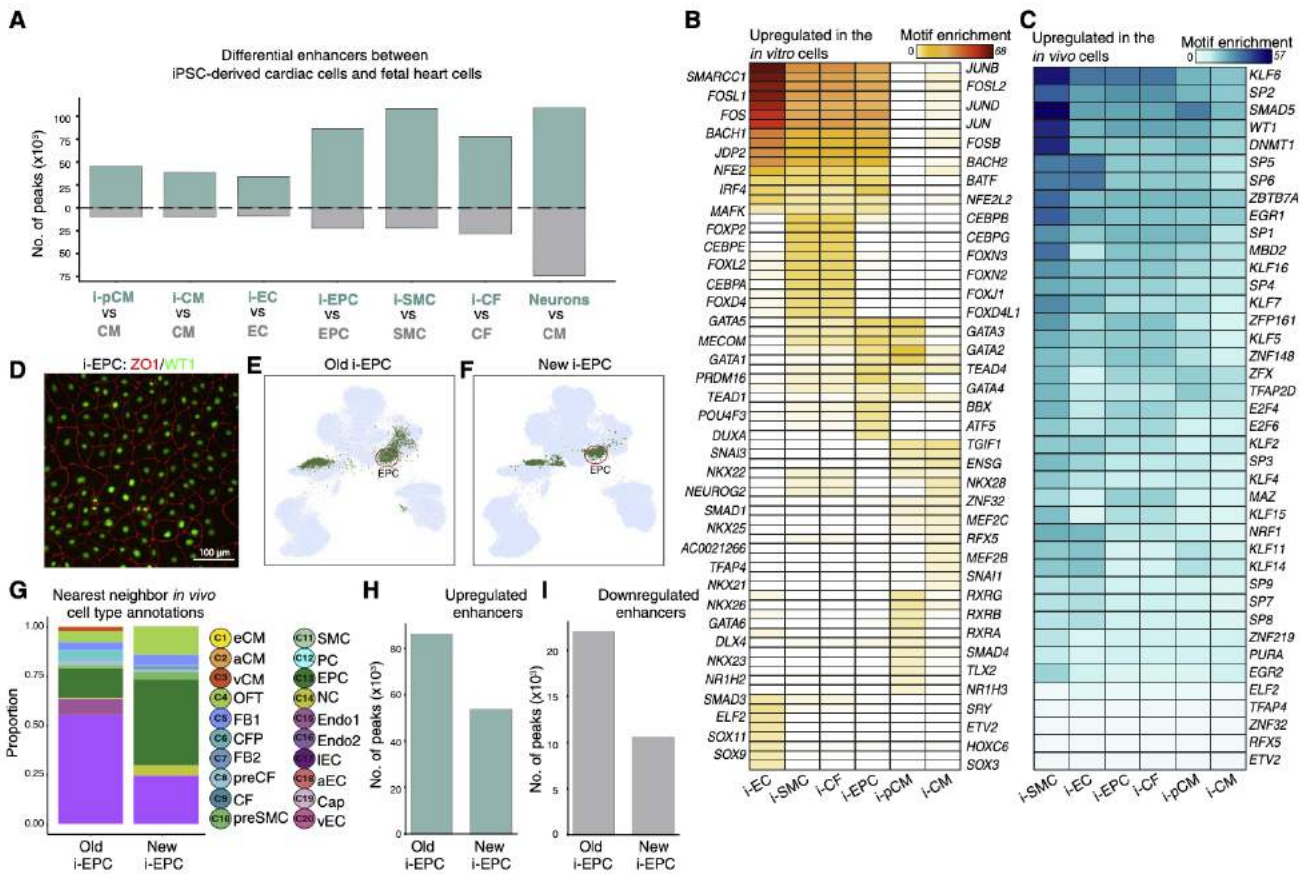 A
Differential enhancers between
iPSC-derived cardiac cells and fetal heart cells
No. of peaks (x10³)
100
75
50
25
0
25
50
75
i-pCM
vs
CM
i-CM
vs
CM
i-EC
vs
EC
i-EPC
vs
EPC
i-SMC
vs
SMC
i-CF
vs
CF
Neurons
vs
CM
B
Upregulated in the
in vitro cells
Motif enrichment
0
68
SMARCC1
FOSL1
FOS
BACH1
JDP2
NFE2
IRF4
MAFK
FOXP2
CEBPE
FOXL2
CEBPA
FOXD4
GATA5
MECOM
GATA1
PRDM16
TEAD1
POU4F3
DUXA
SNAI3
NKX22
NEUROG2
SMAD1
NKX25
AC0021266
TFAP4
NKX21
NKX26
GATA6
DLX4
NKX23
NR1H2
SMAD3
ELF2
SOX11
SOX9
JUNB
FOSL2
JUND
JUN
FOSB
BACH2
BATF
NFE2L2
CEBPB
CEBPG
FOXN3
FOXN2
FOXJ1
FOXD4L1
GATA3
GATA2
TEAD4
GATA4
BBX
ATF5
TGIF1
ENSG
NKX28
ZNF32
MEF2C
RFX5
MEF2B
SNAI1
RXRG
RXRB
RXRA
SMAD4
TLX2
NR1H3
SRY
ETV2
HOXC6
SOX3
i-EC
i-SMC
i-CF
i-EPC
i-pCM
i-CM
C
Upregulated in the
in vivo cells
Motif enrichment
0
57
KLF6
SP2
SMAD5
WT1
DNMT1
SP5
SP6
ZBTB7A
EGR1
SP1
MBD2
KLF16
SP4
KLF7
ZFP161
KLF5
ZNF148
ZFX
TFAP2D
E2F4
E2F6
KLF2
SP3
KLF4
MAZ
KLF15
NRF1
KLF11
KLF14
SP9
SP7
SP8
ZNF219
PURA
EGR2
ELF2
TFAP4
ZNF32
RFX5
ETV2
i-SMC
i-EC
i-EPC
i-CF
i-pCM
i-CM
D
i-EPC: ZO1/WT1
100 µm
E
Old i-EPC
EPC
F
New i-EPC
EPC
G
Nearest neighbor in vivo
cell type annotations
Proportion
1.00
0.75
0.50
0.25
0.00
Old
i-EPC
New
i-EPC
C1 eCM
C2 aCM
C3 vCM
C4 OFT
C5 FB1
C6 CFP
C7 FB2
C8 preCF
C9 CF
C10 preSMC
C11 SMC
C12 PC
C13 EPC
C14 NC
C15 Endo1
C16 Endo2
C17 lEC
C18 aEC
C19 Cap
C20 vEC
H
Upregulated
enhancers
No. of peaks (x10³)
80
60
40
20
0
Old
i-EPC
New
i-EPC
I
Downregulated
enhancers
No. of peaks (x10³)
20
15
10
5
0
Old
i-EPC
New
i-EPC